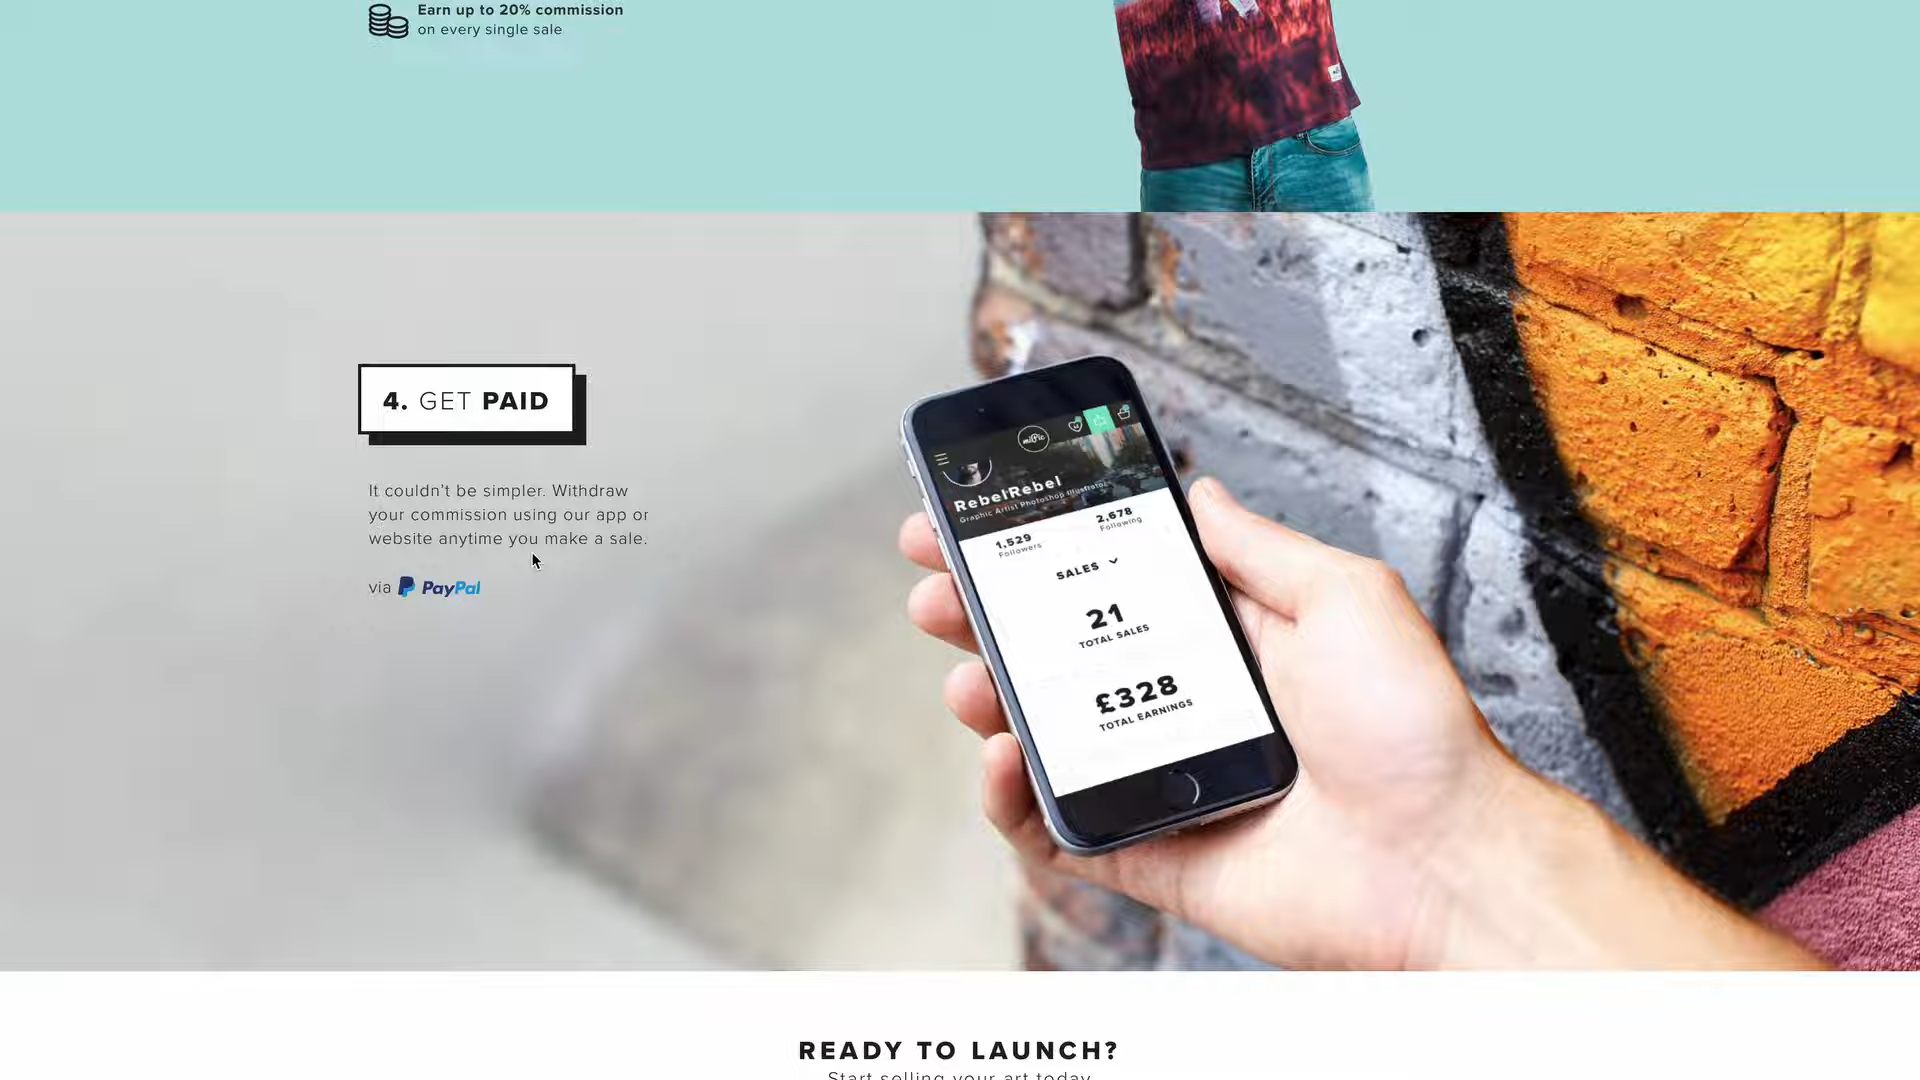 Earn up to 20% commission
on every single sale
4. GET PAID
It couldn't be simpler. Withdraw
your commission using our app or
website anytime you make a sale.
via PayPal
miPic
RebelRebel
Graphic Artist Photoshop Illustrator
1,529
Followers
2,678
Following
SALES
21
TOTAL SALES
£328
TOTAL EARNINGS
READY TO LAUNCH?
Start selling your art today